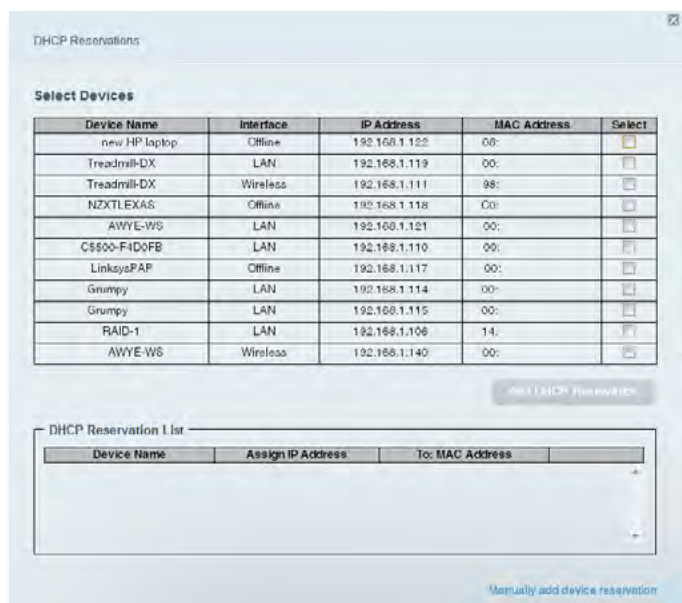 DHCP Reservations
Select Devices
Device Name Interface IP Address MAC Address Select
new HP laptop Offline 192.168.1.122 08:
Treadmill-DX LAN 192.168.1.119 00:
Treadmill-DX Wireless 192.168.1.111 98:
NZXTLEXAS Offline 192.168.1.118 C0:
AWYE-WS LAN 192.168.1.121 00:
C5500-F4D0FB LAN 192.168.1.110 00:
LinksysPAP Offline 192.168.1.117 00:
Grumpy LAN 192.168.1.114 00:
Grumpy LAN 192.168.1.115 00:
RAID-1 LAN 192.168.1.106 14:
AWYE-WS Wireless 192.168.1.140 00:
Add DHCP Reservation
DHCP Reservation List
Device Name Assign IP Address To: MAC Address
Manually add device reservation